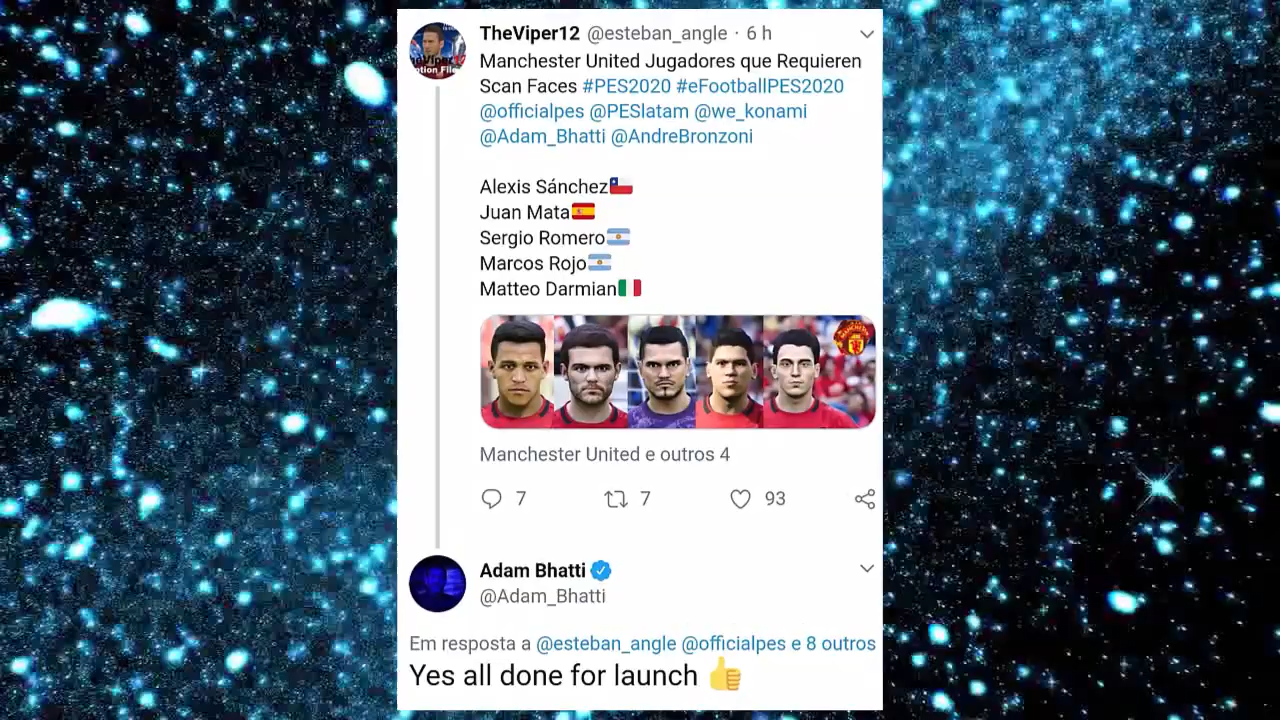 TheViper12 @esteban_angle · 6 h
Manchester United Jugadores que Requieren
Scan Faces #PES2020 #eFootballPES2020
@officialpes @PESlatam @we_konami
@Adam_Bhatti @AndreBronzoni
Alexis Sánchez🇨🇱
Juan Mata🇪🇸
Sergio Romero🇦🇷
Marcos Rojo🇦🇷
Matteo Darmian🇮🇹
Manchester United e outros 4
7 7 93
Adam Bhatti
@Adam_Bhatti
Em resposta a @esteban_angle @officialpes e 8 outros
Yes all done for launch 👍